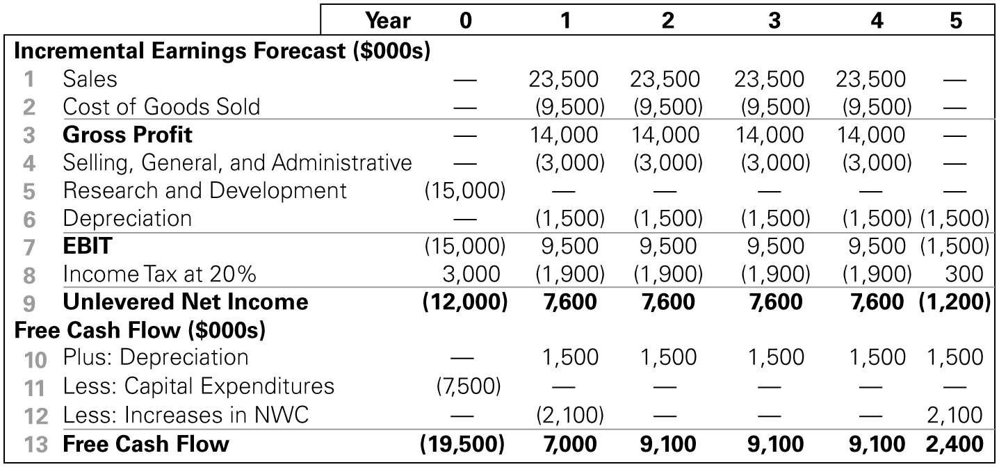 Year 0 1 2 3 4 5
Incremental Earnings Forecast ($000s)
1 Sales — 23,500 23,500 23,500 23,500 —
2 Cost of Goods Sold — (9,500) (9,500) (9,500) (9,500) —
3 Gross Profit — 14,000 14,000 14,000 14,000 —
4 Selling, General, and Administrative — (3,000) (3,000) (3,000) (3,000) —
5 Research and Development (15,000) — — — — —
6 Depreciation — (1,500) (1,500) (1,500) (1,500) (1,500)
7 EBIT (15,000) 9,500 9,500 9,500 9,500 (1,500)
8 Income Tax at 20% 3,000 (1,900) (1,900) (1,900) (1,900) 300
9 Unlevered Net Income (12,000) 7,600 7,600 7,600 7,600 (1,200)
Free Cash Flow ($000s)
10 Plus: Depreciation — 1,500 1,500 1,500 1,500 1,500
11 Less: Capital Expenditures (7,500) — — — — —
12 Less: Increases in NWC — (2,100) — — — 2,100
13 Free Cash Flow (19,500) 7,000 9,100 9,100 9,100 2,400